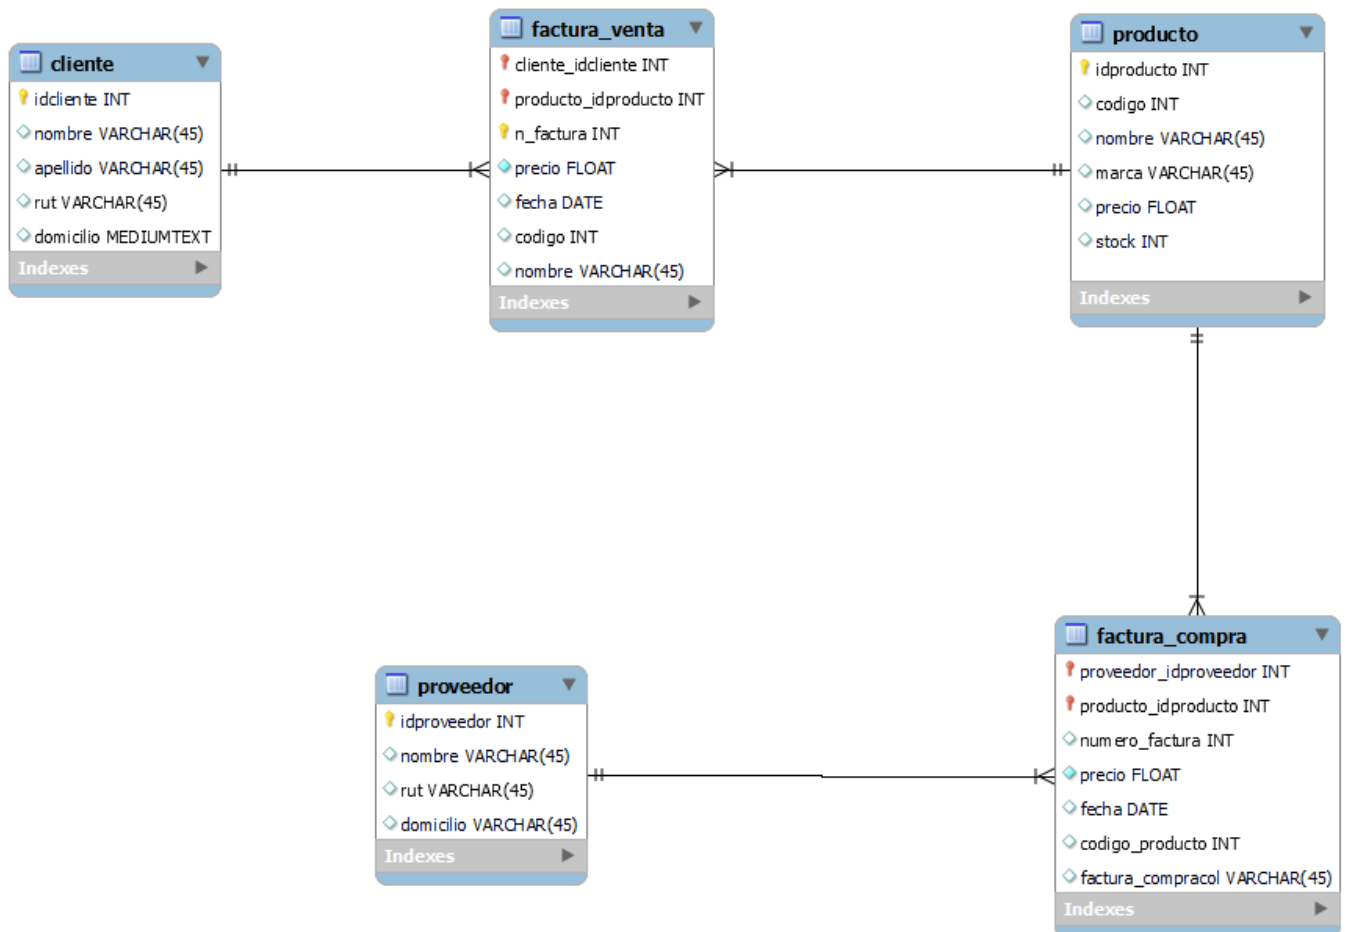 cliente
idcliente INT
nombre VARCHAR(45)
apellido VARCHAR(45)
rut VARCHAR(45)
domicilio MEDIUMTEXT
Indexes
factura_venta
cliente_idcliente INT
producto_idproducto INT
n_factura INT
precio FLOAT
fecha DATE
codigo INT
nombre VARCHAR(45)
Indexes
producto
idproducto INT
codigo INT
nombre VARCHAR(45)
marca VARCHAR(45)
precio FLOAT
stock INT
Indexes
proveedor
idproveedor INT
nombre VARCHAR(45)
rut VARCHAR(45)
domicilio VARCHAR(45)
Indexes
factura_compra
proveedor_idproveedor INT
producto_idproducto INT
numero_factura INT
precio FLOAT
fecha DATE
codigo_producto INT
factura_compracol VARCHAR(45)
Indexes